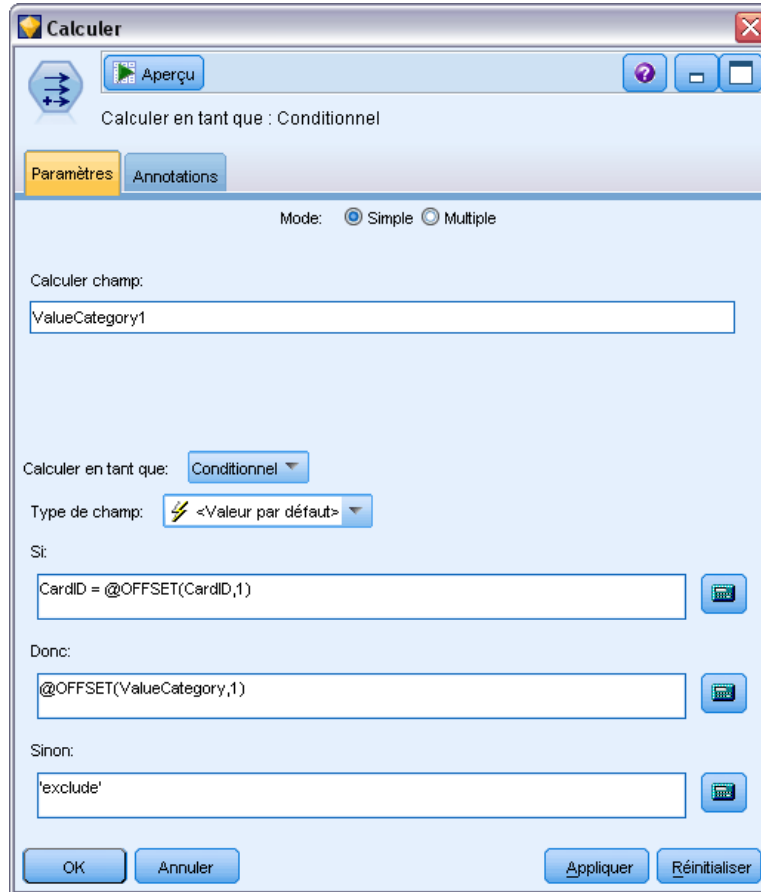 Calculer
Aperçu
Calculer en tant que : Conditionnel
Paramètres Annotations
Mode: Simple Multiple
Calculer champ:
ValueCategory1
Calculer en tant que: Conditionnel
Type de champ: <Valeur par défaut>
Si:
CardID = @OFFSET(CardID,1)
Donc:
@OFFSET(ValueCategory,1)
Sinon:
'exclude'
OK Annuler Appliquer Réinitialiser